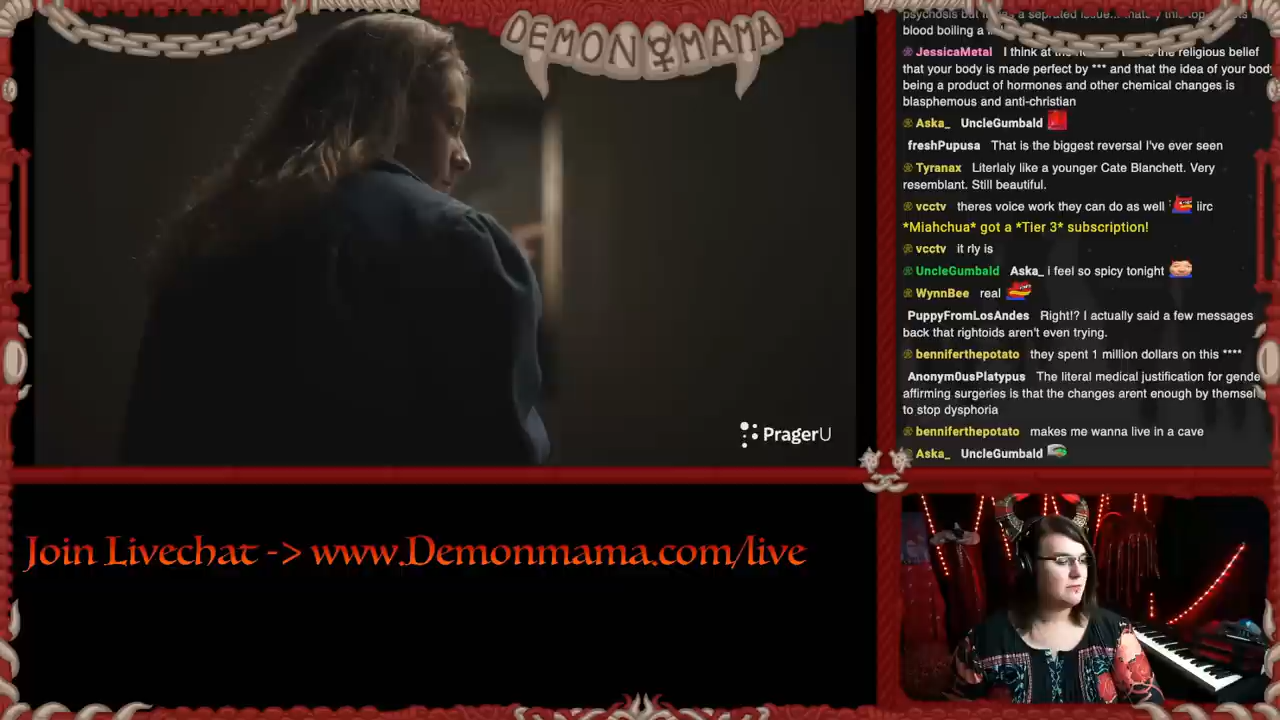 DEMON MAMA
PragerU
blood boiling a
JessicaMetal I think at the religious belief
that your body is made perfect by *** and that the idea of your body
being a product of hormones and other chemical changes is
blasphemous and anti-christian
Aska_ UncleGumbald
freshPupusa That is the biggest reversal I've ever seen
Tyranax Literlaly like a younger Cate Blanchett. Very
resemblant. Still beautiful.
vcctv theres voice work they can do as well iirc
*Miahchua* got a *Tier 3* subscription!
vcctv it rly is
UncleGumbald Aska_ i feel so spicy tonight
WynnBee real
PuppyFromLosAndes Right!? I actually said a few messages
back that rightoids aren't even trying.
benniferthepotato they spent 1 million dollars on this ****
Anonym0usPlatypus The literal medical justification for gende
affirming surgeries is that the changes arent enough by themsel
to stop dysphoria
benniferthepotato makes me wanna live in a cave
Aska_ UncleGumbald
Join Livechat -> www.Demonmama.com/live